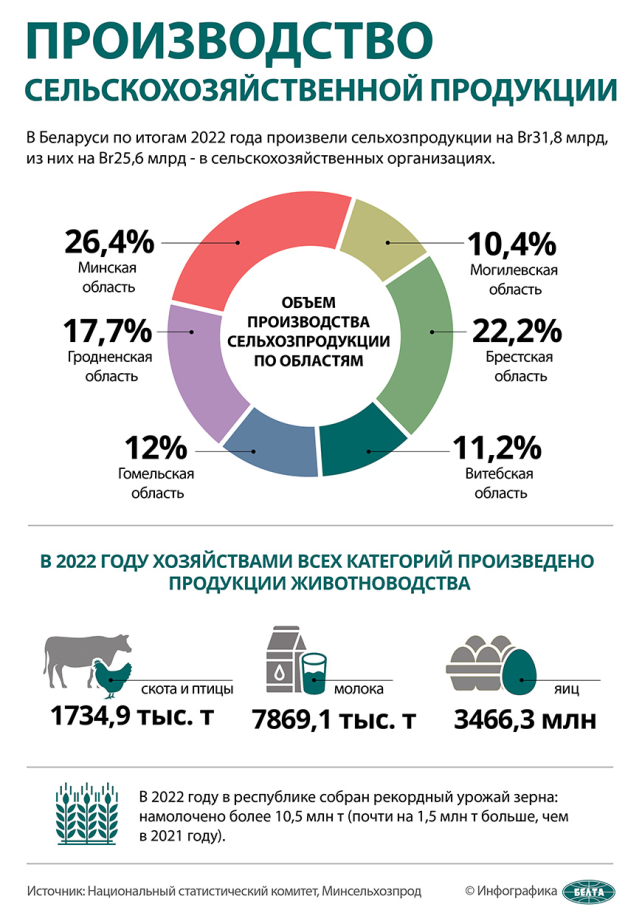 ПРОИЗВОДСТВО
СЕЛЬСКОХОЗЯЙСТВЕННОЙ ПРОДУКЦИИ
В Беларуси по итогам 2022 года произвели сельхозпродукции на Br31,8 млрд,
из них на Br25,6 млрд - в сельскохозяйственных организациях.
26,4%
Минская
область
10,4%
Могилевская
область
17,7%
Гродненская
область
ОБЪЕМ
ПРОИЗВОДСТВА
СЕЛЬХОЗПРОДУКЦИИ
ПО ОБЛАСТЯМ
22,2%
Брестская
область
12%
Гомельская
область
11,2%
Витебская
область
В 2022 ГОДУ ХОЗЯЙСТВАМИ ВСЕХ КАТЕГОРИЙ ПРОИЗВЕДЕНО
ПРОДУКЦИИ ЖИВОТНОВОДСТВА
скота и птицы
1734,9 тыс. т
молока
7869,1 тыс. т
яиц
3466,3 млн
В 2022 году в республике собран рекордный урожай зерна:
намолочено более 10,5 млн т (почти на 1,5 млн т больше, чем
в 2021 году).
Источник: Национальный статистический комитет, Минсельхозпрод
© Инфографика БЕЛТА